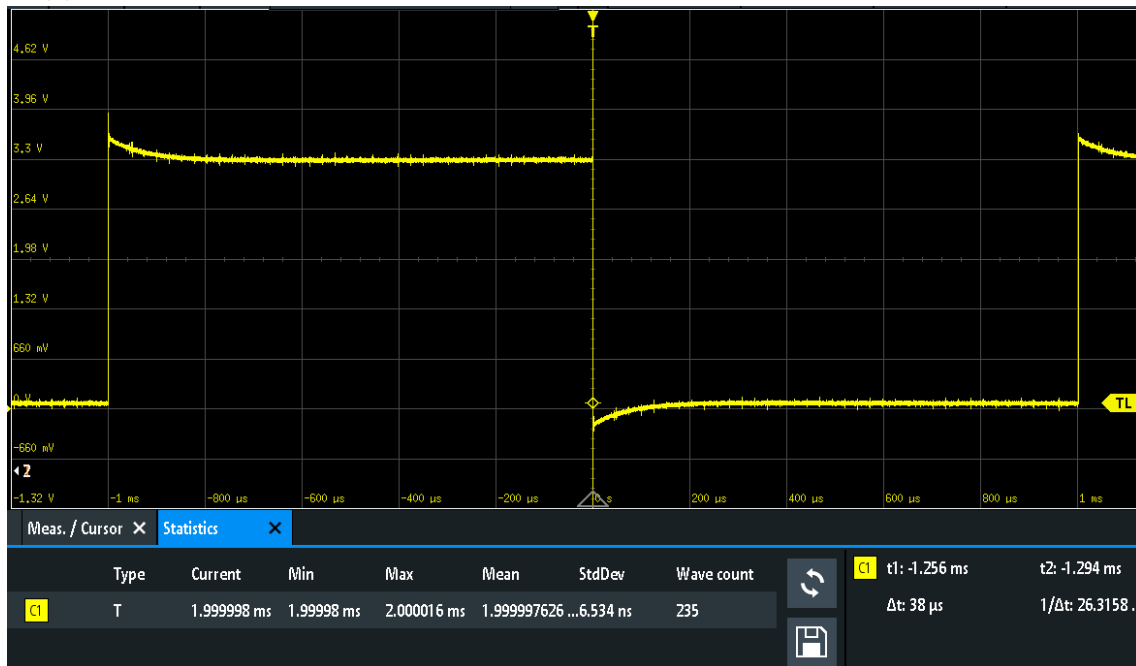 T
4.62 V
3.96 V
3.3 V
2.64 V
1.98 V
1.32 V
660 mV
0 V
TL
-660 mV
2
-1.32 V -1 ms -800 µs -600 µs -400 µs -200 µs 0 s 200 µs 400 µs 600 µs 800 µs 1 ms
Meas. / Cursor X Statistics X
Type Current Min Max Mean StdDev Wave count
C1 T 1.999998 ms 1.99998 ms 2.000016 ms 1.999997626 ...6.534 ns 235
C1 t1: -1.256 ms t2: -1.294 ms
Δt: 38 µs 1/Δt: 26.3158 ..